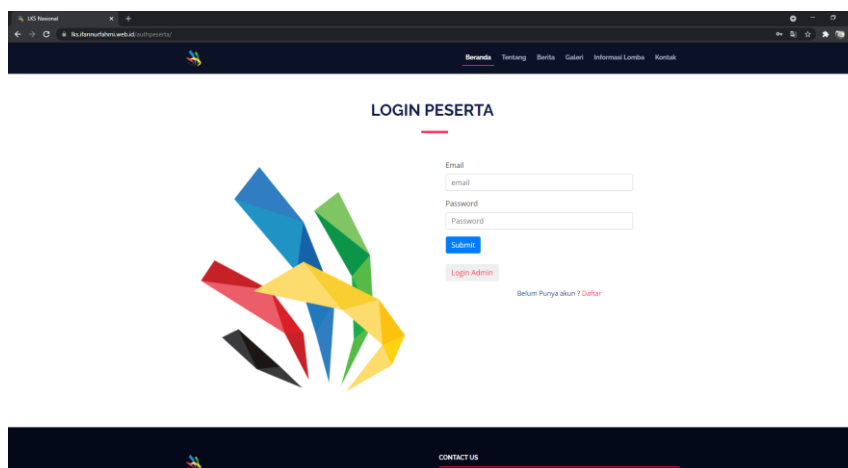 LKS Nasional
lks.ifannurfahmi.web.id/authpeserta/
Beranda Tentang Berita Galeri Informasi Lomba Kontak
LOGIN PESERTA
Email
email
Password
Password
Submit
Login Admin
Belum Punya akun ? Daftar
CONTACT US